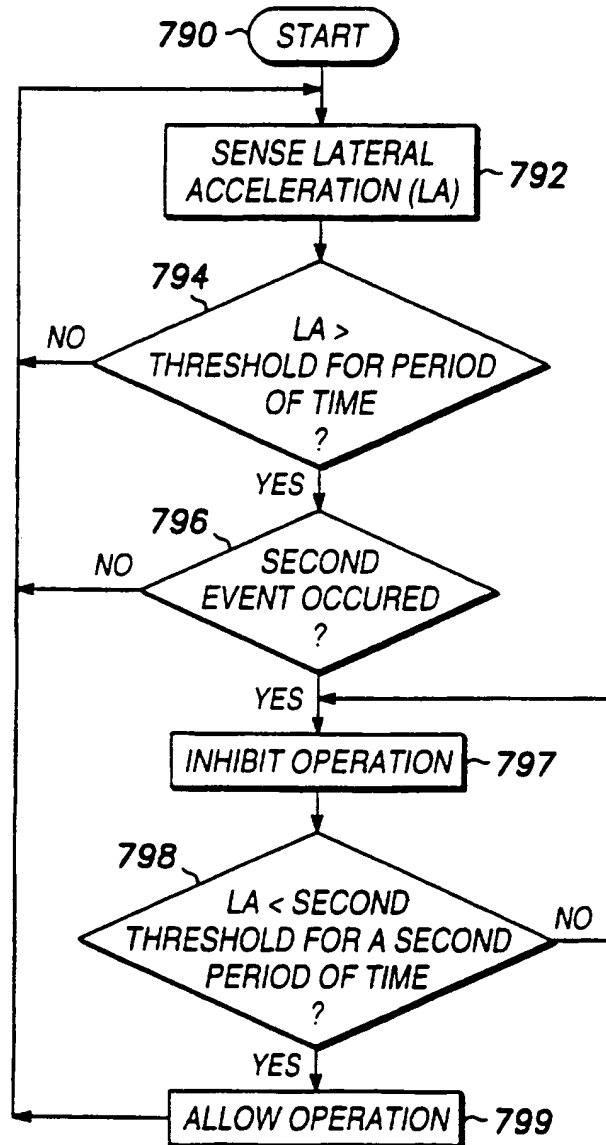 790
START
SENSE LATERAL
ACCELERATION (LA)
792
794
LA >
THRESHOLD FOR PERIOD
OF TIME
?
NO
YES
796
SECOND
EVENT OCCURED
?
NO
YES
INHIBIT OPERATION
797
798
LA < SECOND
THRESHOLD FOR A SECOND
PERIOD OF TIME
?
NO
YES
ALLOW OPERATION
799